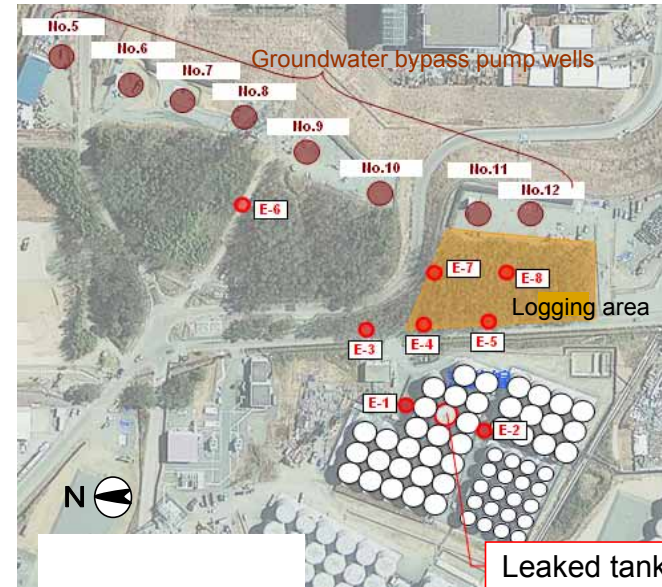 No.5
No.6
Groundwater bypass pump wells
No.7
No.8
No.9
No.10
No.11
No.12
E-6
E-7
E-8
Logging area
E-3
E-4
E-5
E-1
E-2
N
Leaked tank